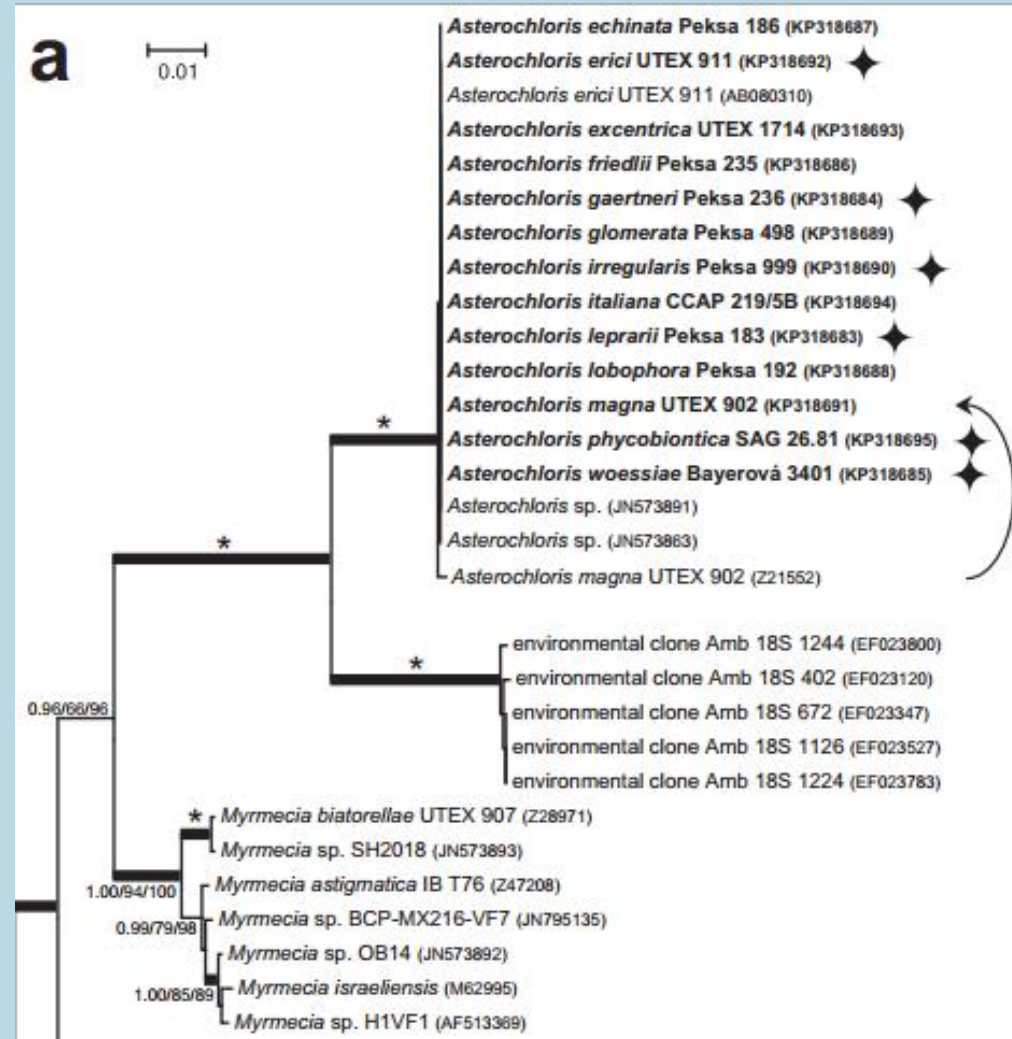 a
0.01
Asterochloris echinata Peksa 186 (KP318687)
Asterochloris erici UTEX 911 (KP318692)
Asterochloris erici UTEX 911 (AB080310)
Asterochloris excentrica UTEX 1714 (KP318693)
Asterochloris friedlii Peksa 235 (KP318686)
Asterochloris gaertneri Peksa 236 (KP318684)
Asterochloris glomerata Peksa 498 (KP318689)
Asterochloris irregularis Peksa 999 (KP318690)
Asterochloris italiana CCAP 219/5B (KP318694)
Asterochloris leprarii Peksa 183 (KP318683)
Asterochloris lobophora Peksa 192 (KP318688)
Asterochloris magna UTEX 902 (KP318691)
*
Asterochloris phycobiontica SAG 26.81 (KP318695)
Asterochloris woessiae Bayerová 3401 (KP318685)
Asterochloris sp. (JN573891)
Asterochloris sp. (JN573863)
*
Asterochloris magna UTEX 902 (Z21552)
environmental clone Amb 18S 1244 (EF023800)
*
environmental clone Amb 18S 402 (EF023120)
0.96/66/96
environmental clone Amb 18S 672 (EF023347)
environmental clone Amb 18S 1126 (EF023527)
environmental clone Amb 18S 1224 (EF023783)
*
Myrmecia biatorellae UTEX 907 (Z28971)
Myrmecia sp. SH2018 (JN573893)
1.00/94/100
Myrmecia astigmatica IB T76 (Z47208)
0.99/79/98
Myrmecia sp. BCP-MX216-VF7 (JN795135)
Myrmecia sp. OB14 (JN573892)
1.00/85/89
Myrmecia israeliensis (M62995)
Myrmecia sp. H1VF1 (AF513369)